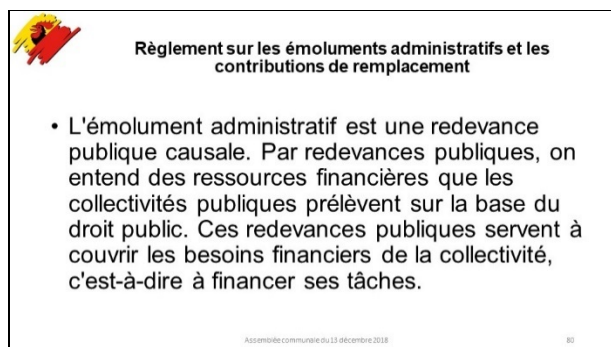 Règlement sur les émoluments administratifs et les
contributions de remplacement
• L'émolument administratif est une redevance
publique causale. Par redevances publiques, on
entend des ressources financières que les
collectivités publiques prélèvent sur la base du
droit public. Ces redevances publiques servent à
couvrir les besoins financiers de la collectivité,
c'est-à-dire à financer ses tâches.
Assemblée communale du 13 décembre 2018
80